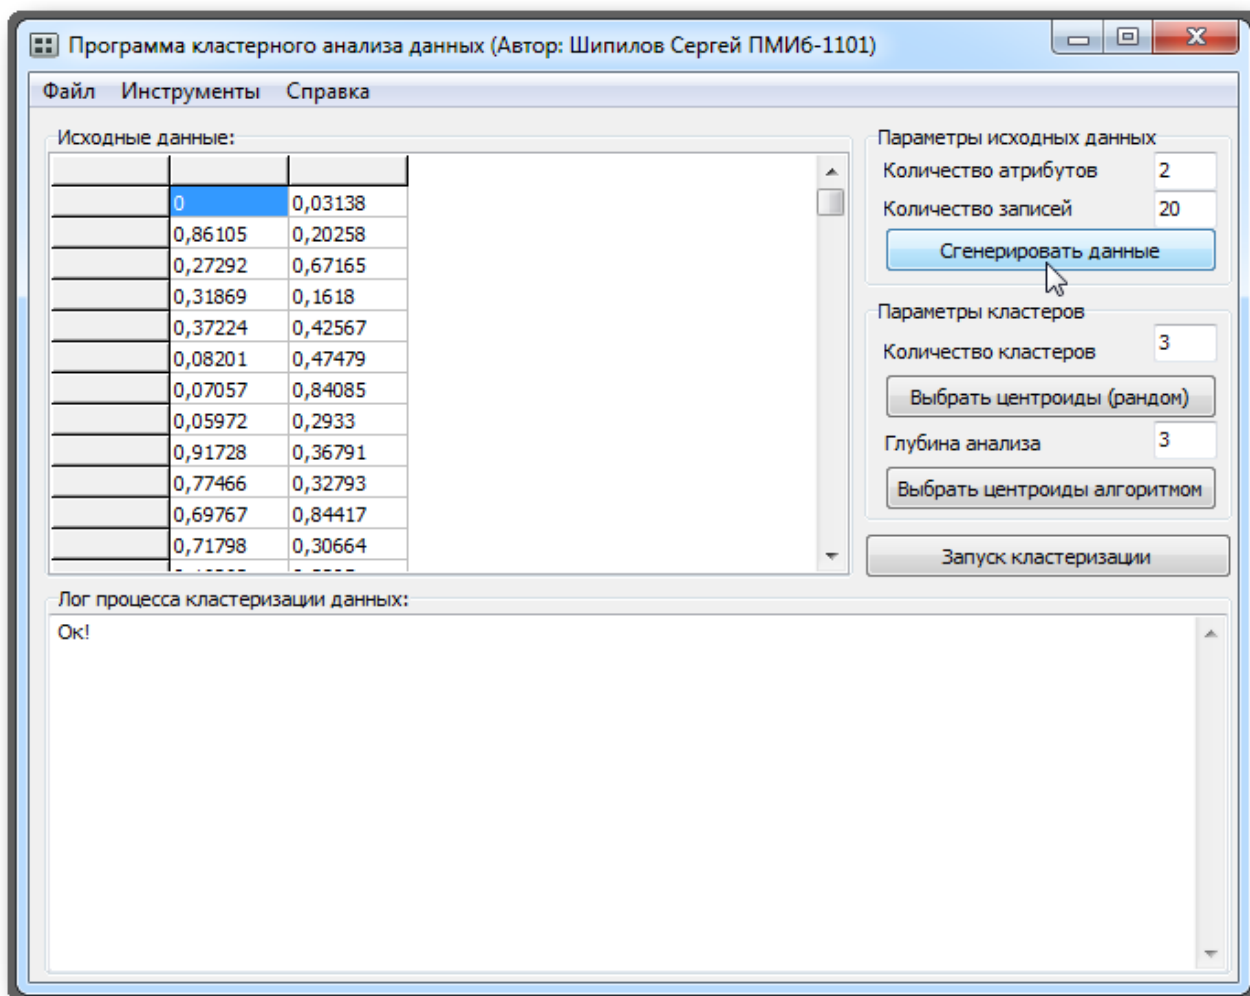 Программа кластерного анализа данных (Автор: Шипилов Сергей ПМИб-1101)
Файл Инструменты Справка
Исходные данные:
0 0,03138
0,86105 0,20258
0,27292 0,67165
0,31869 0,1618
0,37224 0,42567
0,08201 0,47479
0,07057 0,84085
0,05972 0,2933
0,91728 0,36791
0,77466 0,32793
0,69767 0,84417
0,71798 0,30664
Параметры исходных данных
Количество атрибутов 2
Количество записей 20
Сгенерировать данные
Параметры кластеров
Количество кластеров 3
Выбрать центроиды (рандом)
Глубина анализа 3
Выбрать центроиды алгоритмом
Запуск кластеризации
Лог процесса кластеризации данных:
Ок!